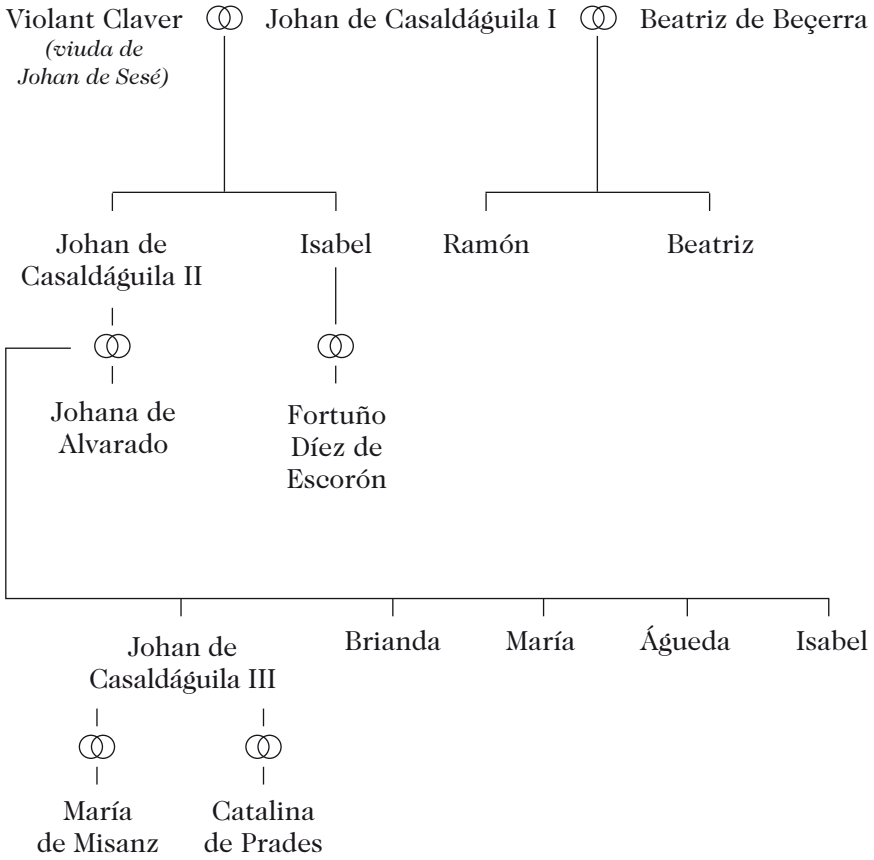 Violant Claver
(viuda de
Johan de Sesé)
Johan de Casaldáguila I
Beatriz de Beçerra
Johan de
Casaldáguila II
Isabel
Ramón
Beatriz
Johana de
Alvarado
Fortuño
Díez de
Escorón
Johan de
Casaldáguila III
Brianda
María
Águeda
Isabel
María
de Misanz
Catalina
de Prades